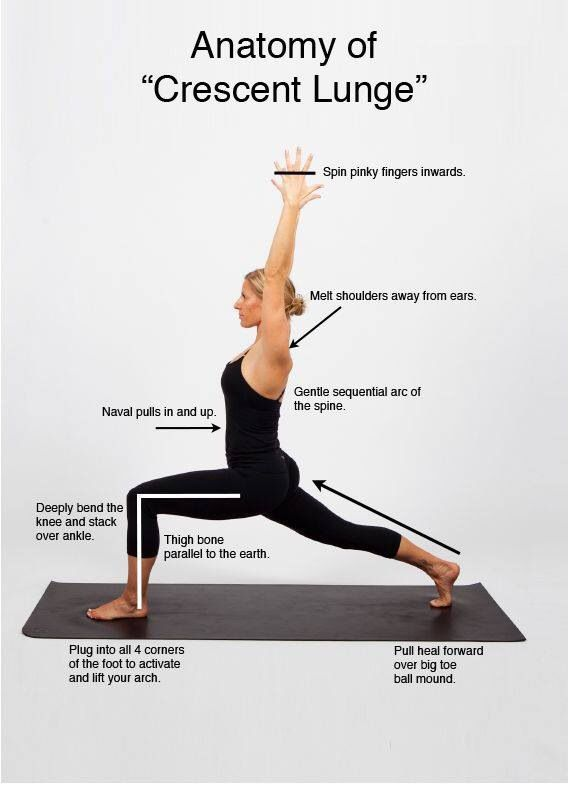 Anatomy of
“Crescent Lunge”
Spin pinky fingers inwards.
Melt shoulders away from ears.
Gentle sequential arc of
the spine.
Naval pulls in and up.
Deeply bend the
knee and stack
over ankle.
Thigh bone
parallel to the earth.
Plug into all 4 corners
of the foot to activate
and lift your arch.
Pull heal forward
over big toe
ball mound.